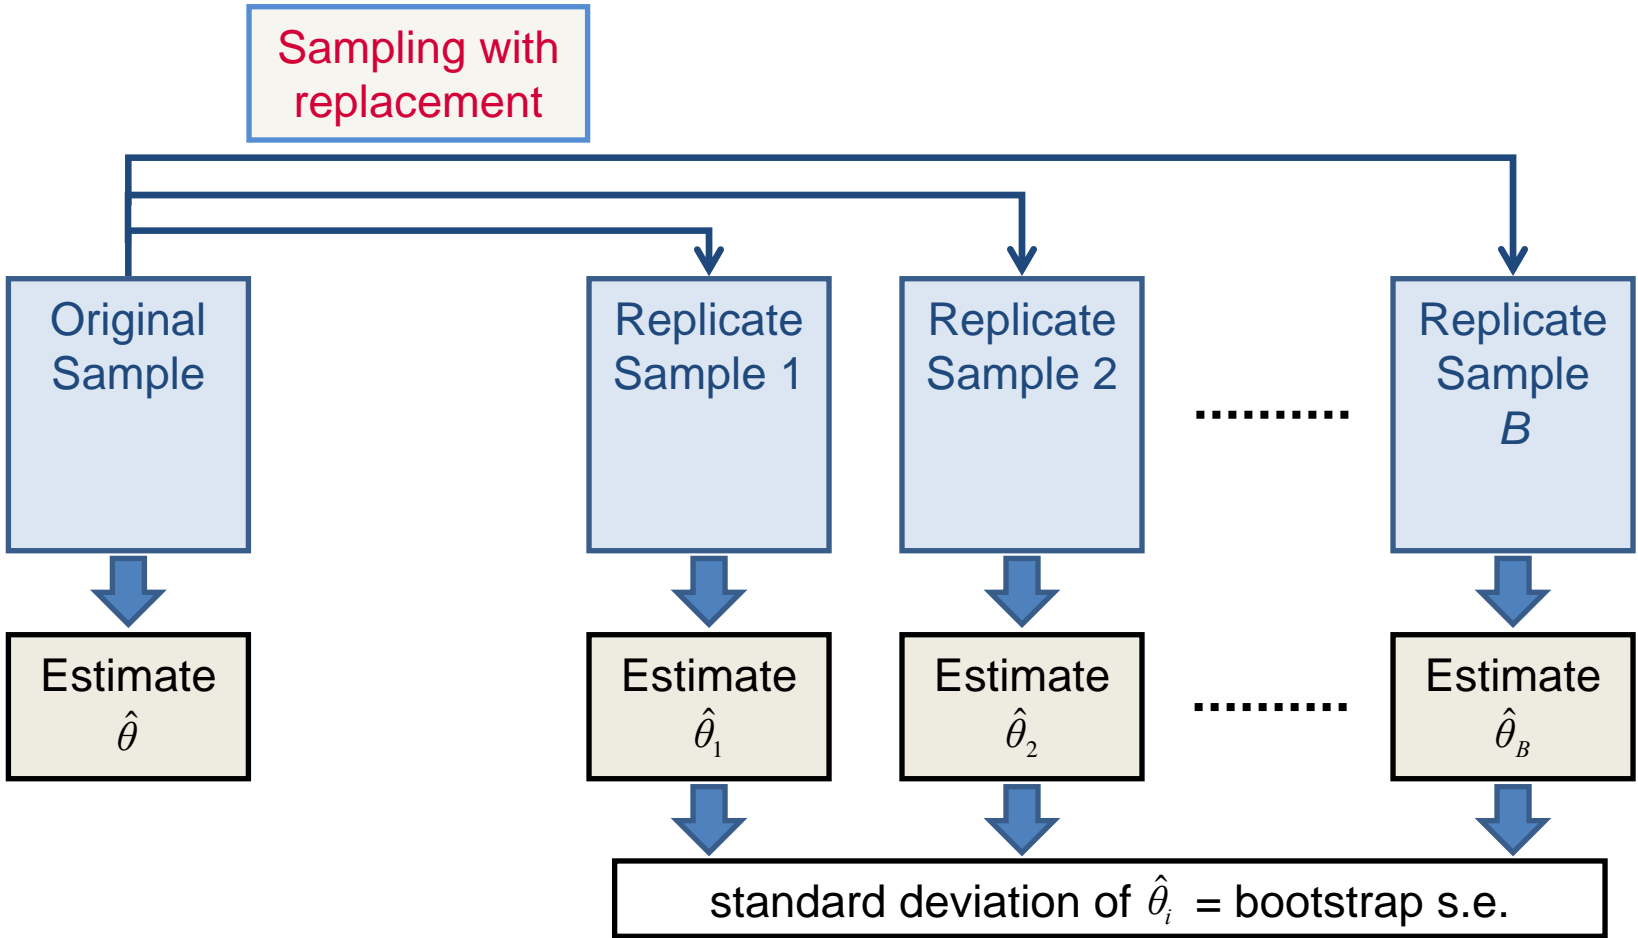 Sampling with
replacement
Original
Sample
Replicate
Sample 1
Replicate
Sample 2
..........
Replicate
Sample
B
Estimate
θ̂
Estimate
θ̂₁
Estimate
θ̂₂
..........
Estimate
θ̂_B
standard deviation of θ̂ᵢ = bootstrap s.e.